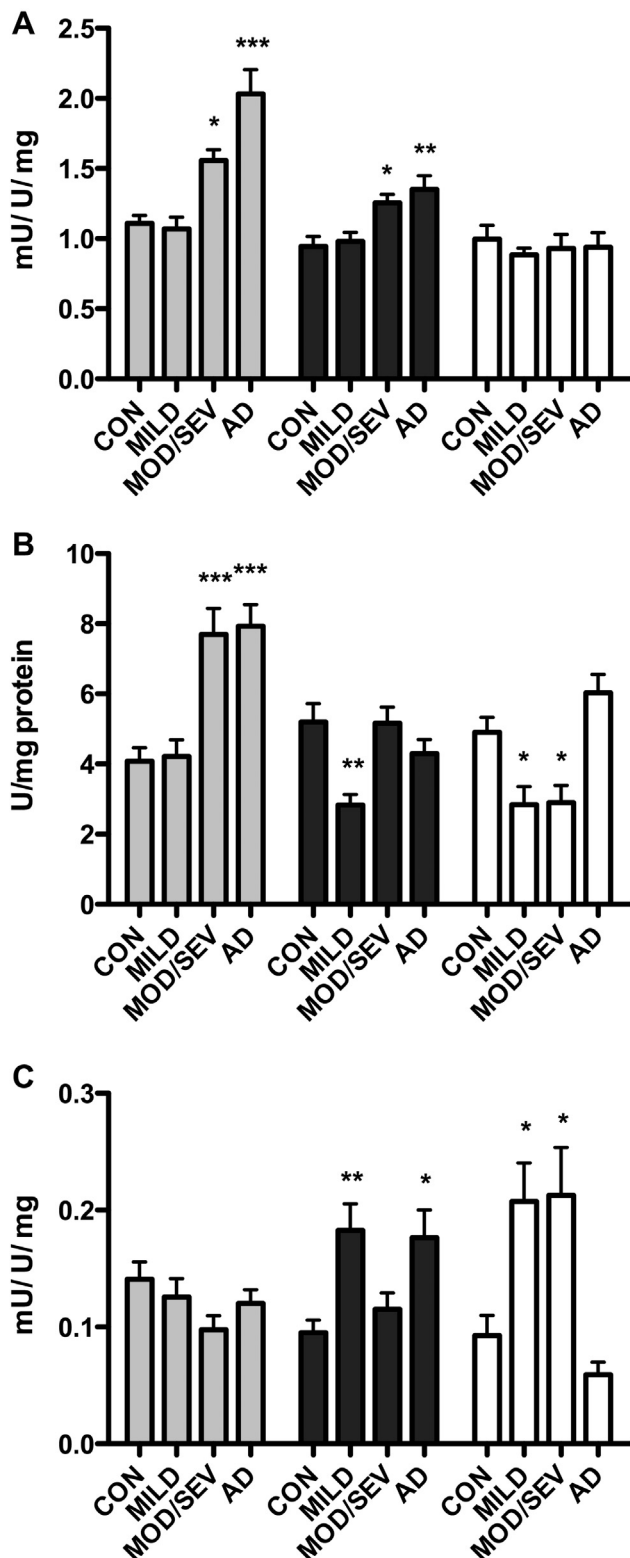 A
mU/ U/ mg
2.5
2.0
1.5
1.0
0.5
0.0
* *** * **
CON MILD MOD/SEV AD CON MILD MOD/SEV AD CON MILD MOD/SEV AD
B
U/mg protein
10
8
6
4
2
0
*** *** ** * *
CON MILD MOD/SEV AD CON MILD MOD/SEV AD CON MILD MOD/SEV AD
C
mU/ U/ mg
0.3
0.2
0.1
0.0
** * * *
CON MILD MOD/SEV AD CON MILD MOD/SEV AD CON MILD MOD/SEV AD